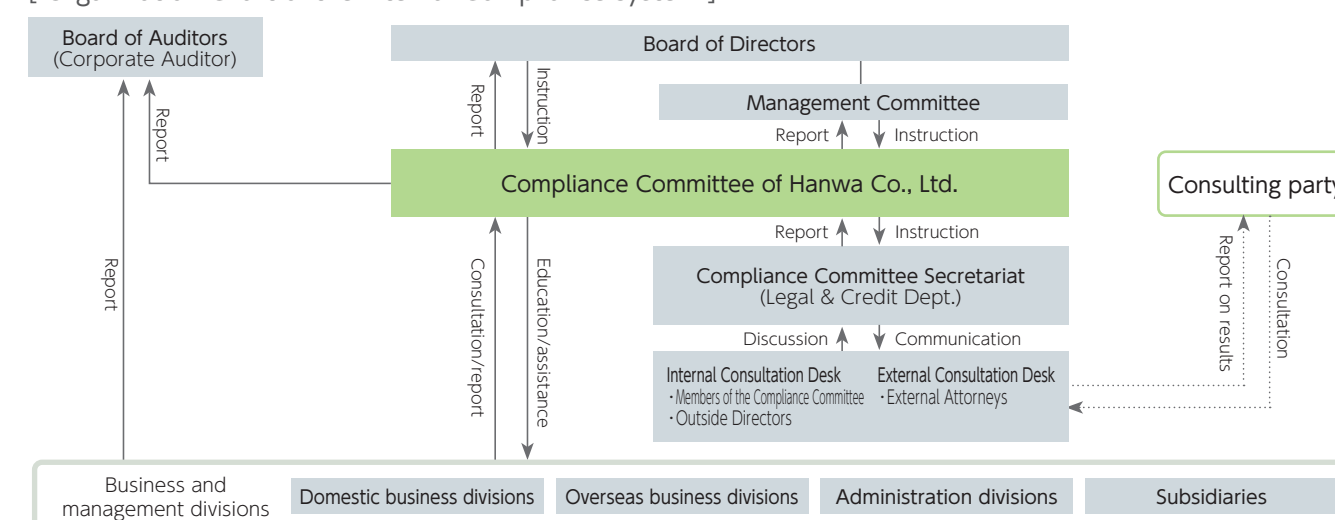 Board of Auditors
(Corporate Auditor)
Board of Directors
Report
Instruction
Report
Management Committee
Report
Instruction
Compliance Committee of Hanwa Co., Ltd.
Consulting party
Report
Instruction
Report
Consultation/report
Education/assistance
Compliance Committee Secretariat
(Legal & Credit Dept.)
Report on results
Consultation
Discussion
Communication
Internal Consultation Desk
・Members of the Compliance Committee
・Outside Directors
External Consultation Desk
・External Attorneys
Business and
management divisions
Domestic business divisions
Overseas business divisions
Administration divisions
Subsidiaries